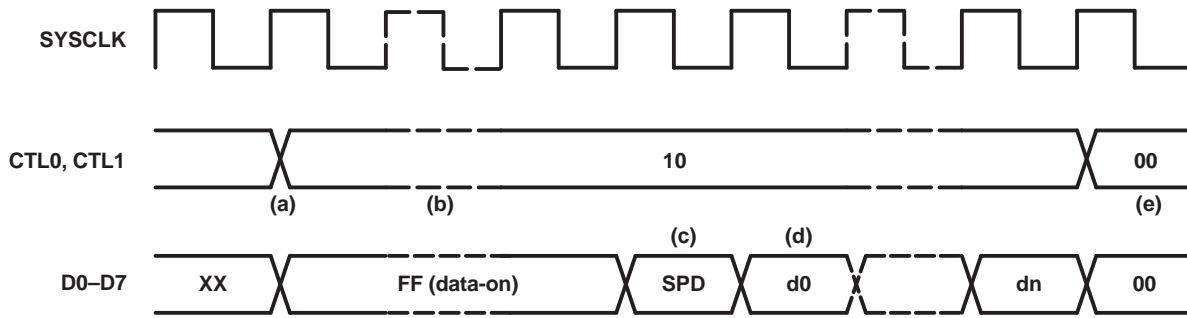 SYSCLK
CTL0, CTL1
10
00
(a)
(b)
(e)
(c)
(d)
D0–D7
XX
FF (data-on)
SPD
d0
dn
00